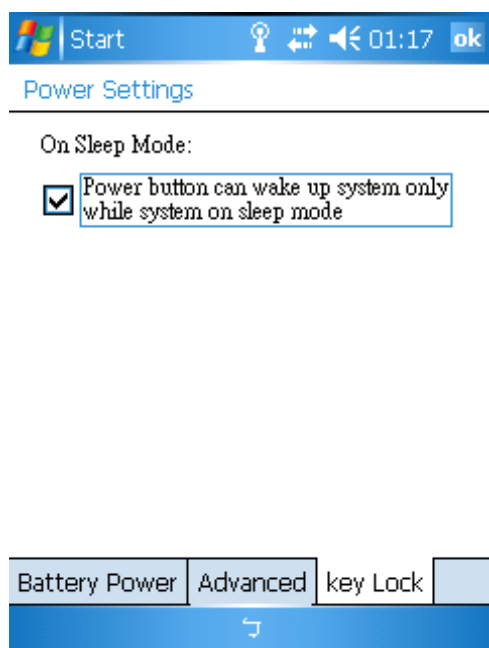 Start 01:17 ok
Power Settings
On Sleep Mode:
Power button can wake up system only
while system on sleep mode
Battery Power Advanced key Lock